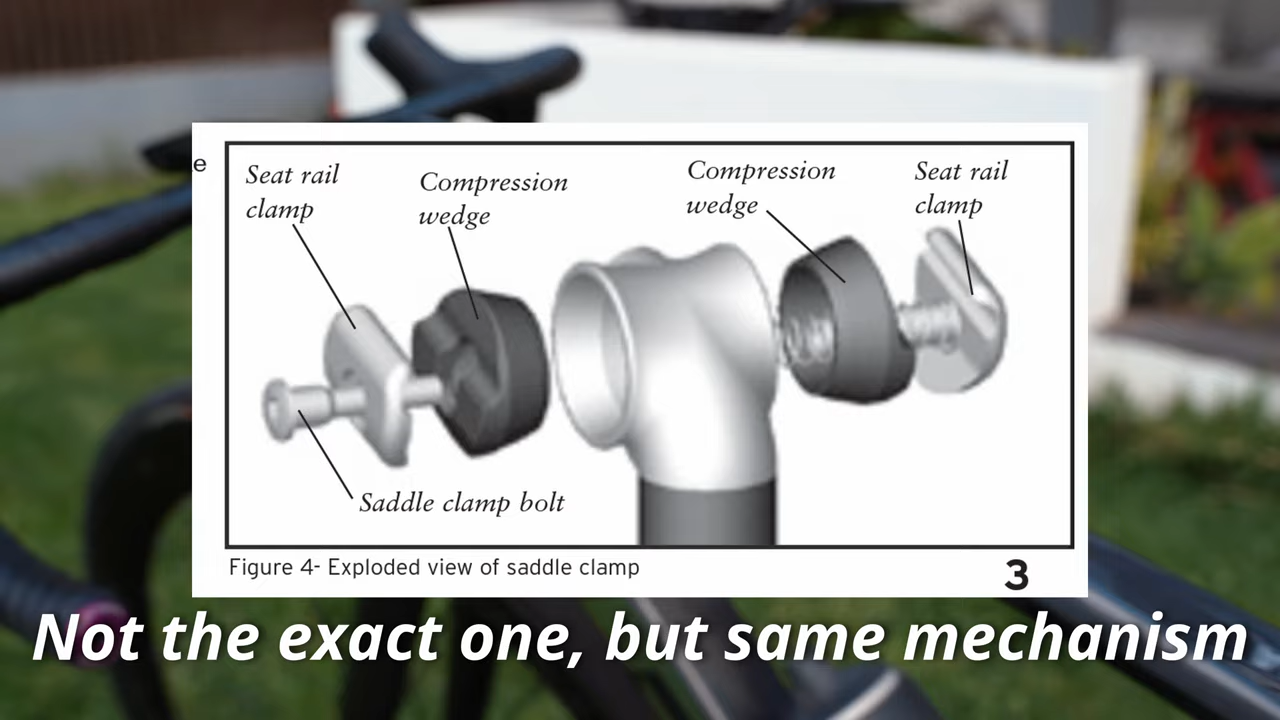 e
Seat rail
clamp
Compression
wedge
Compression
wedge
Seat rail
clamp
Saddle clamp bolt
Figure 4- Exploded view of saddle clamp
3
Not the exact one, but same mechanism